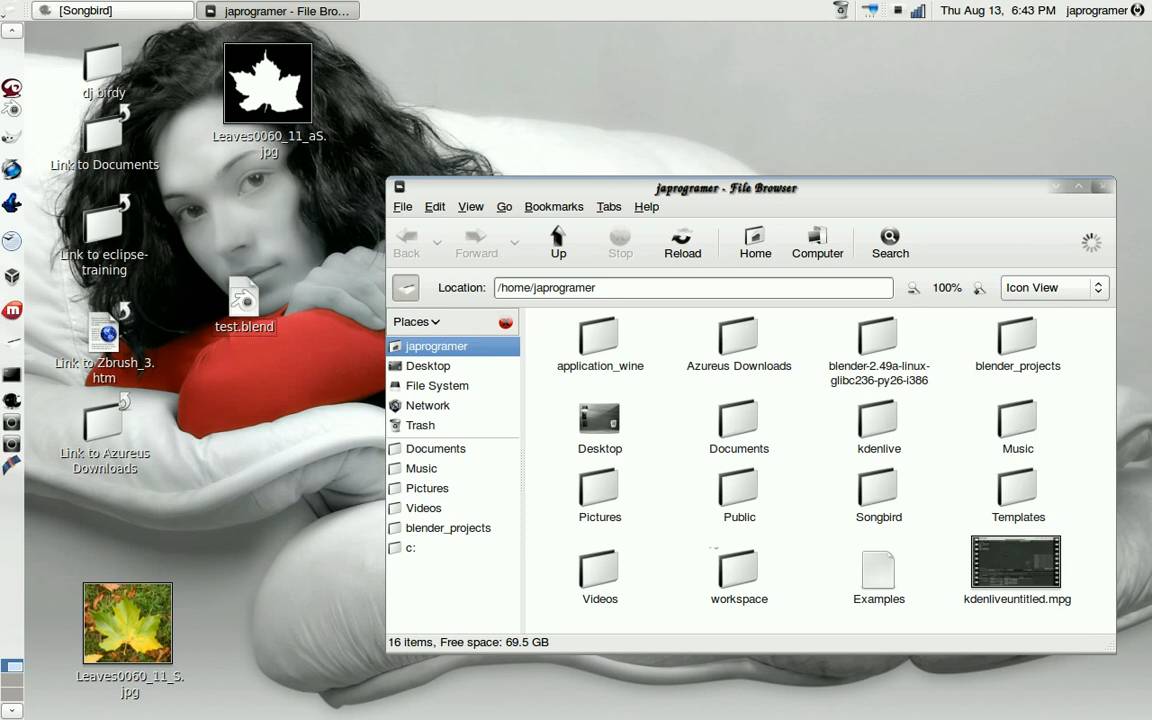 [Songbird]
japrogramer - File Bro...
Thu Aug 13, 6:43 PM
japrogramer
dj birdy
Leaves0060_11_aS.
jpg
Link to Documents
Link to eclipse-
training
test.blend
Link to Zbrush_3.
htm
Link to Azureus
Downloads
Leaves0060_11_S.
jpg
japrogramer - File Browser
File Edit View Go Bookmarks Tabs Help
Back Forward Up Stop Reload Home Computer Search
Location: /home/japrogramer 100% Icon View
Places
japrogramer
Desktop
File System
Network
Trash
Documents
Music
Pictures
Videos
blender_projects
c:
application_wine
Azureus Downloads
blender-2.49a-linux-
glibc236-py26-i386
blender_projects
Desktop
Documents
kdenlive
Music
Pictures
Public
Songbird
Templates
Videos
workspace
Examples
kdenliveuntitled.mpg
16 items, Free space: 69.5 GB